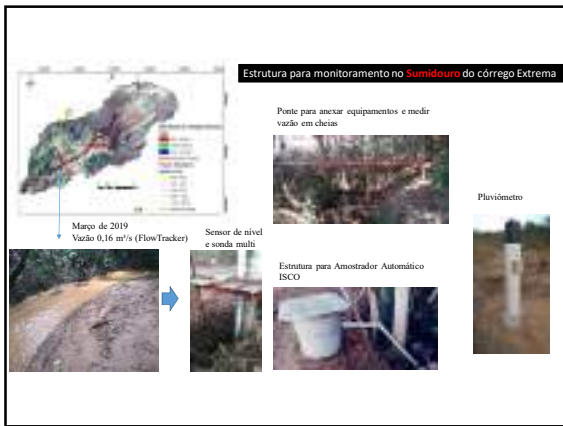 Estrutura para monitoramento no Sumidouro do córrego Extrema
Ponte para anexar equipamentos e medir
vazão em cheias
Pluviômetro
Março de 2019
Vazão 0,16 m³/s (FlowTracker)
Sensor de nível
e sonda multi
Estrutura para Amostrador Automático
ISCO